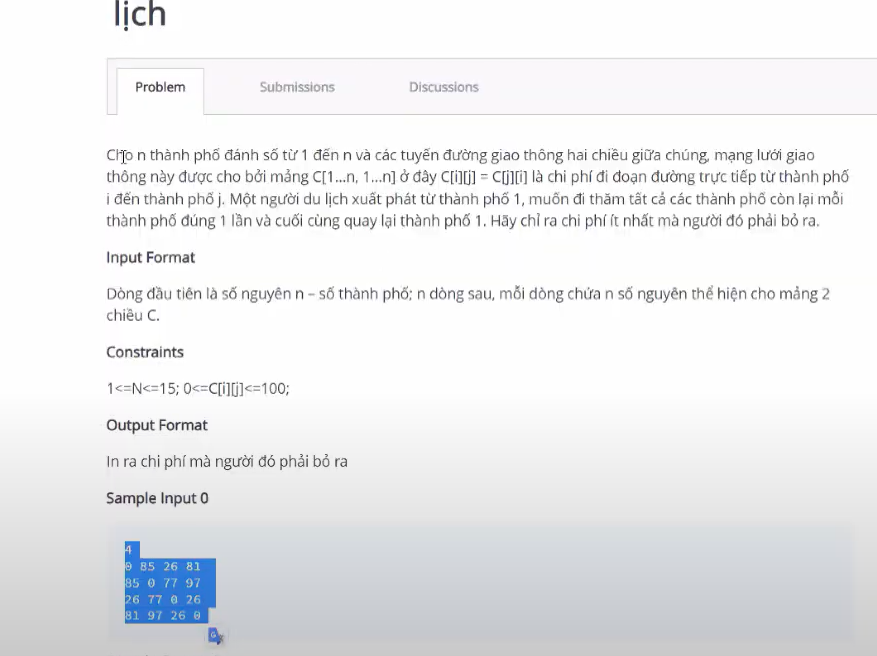 lịch
Problem
Submissions
Discussions
Cho n thành phố đánh số từ 1 đến n và các tuyến đường giao thông hai chiều giữa chúng, mạng lưới giao
thông này được cho bởi mảng C[1...n, 1...n] ở đây C[i][j] = C[j][i] là chi phí đi đoạn đường trực tiếp từ thành phố
i đến thành phố j. Một người du lịch xuất phát từ thành phố 1, muốn đi thăm tất cả các thành phố còn lại mỗi
thành phố đúng 1 lần và cuối cùng quay lại thành phố 1. Hãy chỉ ra chi phí ít nhất mà người đó phải bỏ ra.
Input Format
Dòng đầu tiên là số nguyên n – số thành phố; n dòng sau, mỗi dòng chứa n số nguyên thể hiện cho mảng 2
chiều C.
Constraints
1<=N<=15; 0<=C[i][j]<=100;
Output Format
In ra chi phí mà người đó phải bỏ ra
Sample Input 0
4
0 85 26 81
85 0 77 97
26 77 0 26
81 97 26 0